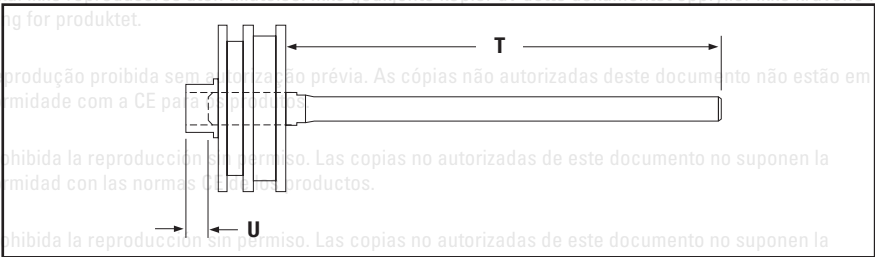 ng for produktet.
T
produção proibida sem autorização prévia. As cópias não autorizadas deste documento não estão em
rmidade com a CE para os produtos.
ohibida la reproducción sin permiso. Las copias no autorizadas de este documento no suponen la
rmidad con las normas CE de los productos.
U
ohibida la reproducción sin permiso. Las copias no autorizadas de este documento no suponen la